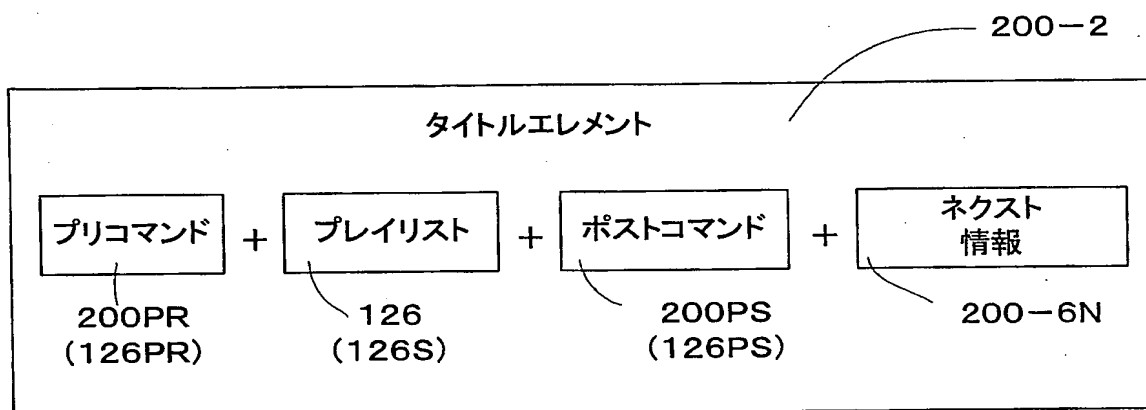 200-2
タイトルエレメント
プリコマンド + プレイリスト + ポストコマンド + ネクスト
情報
200PR 126 200PS 200-6N
(126PR) (126S) (126PS)